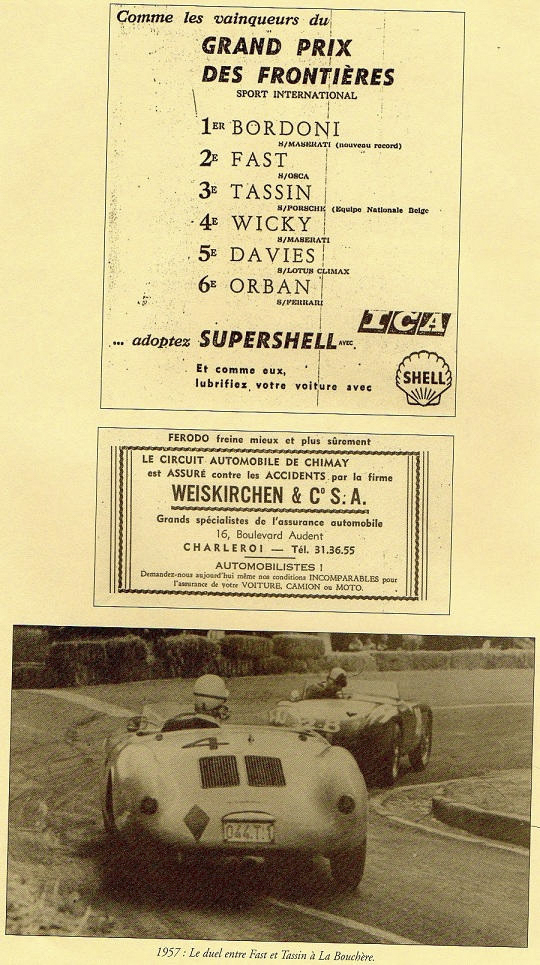 Comme les vainqueurs du
GRAND PRIX
DES FRONTIÈRES
SPORT INTERNATIONAL
1ER BORDONI
S/MASERATI (nouveau record)
2E FAST
S/OSCA
3E TASSIN
S/PORSCHE (Equipe Nationale Belge
4E WICKY
S/MASERATI
5E DAVIES
S/LOTUS CLIMAX
6E ORBAN
S/FERRARI
ICA
... adoptez SUPERSHELL AVEC
Et comme eux,
lubrifiez votre voiture avec
SHELL
FERODO freine mieux et plus sûrement
LE CIRCUIT AUTOMOBILE DE CHIMAY
est ASSURÉ contre les ACCIDENTS par la firme
WEISKIRCHEN & Co S. A.
Grands spécialistes de l'assurance automobile
16, Boulevard Audent
CHARLEROI — Tél. 31.36.55
AUTOMOBILISTES !
Demandez-nous aujourd'hui même nos conditions INCOMPARABLES pour
l'assurance de votre VOITURE, CAMION ou MOTO.
4
044.T.1
1957 : Le duel entre Fast et Tassin à La Bouchère.